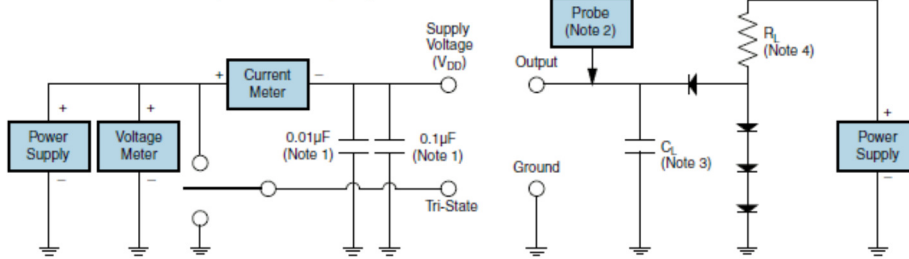 Probe
(Note 2)
Supply
Voltage
(VDD)
Output
RL
(Note 4)
+
Current
Meter
−
+
Power
Supply
−
+
Voltage
Meter
−
0.01µF
(Note 1)
0.1µF
(Note 1)
Tri-State
Ground
CL
(Note 3)
+
Power
Supply
−